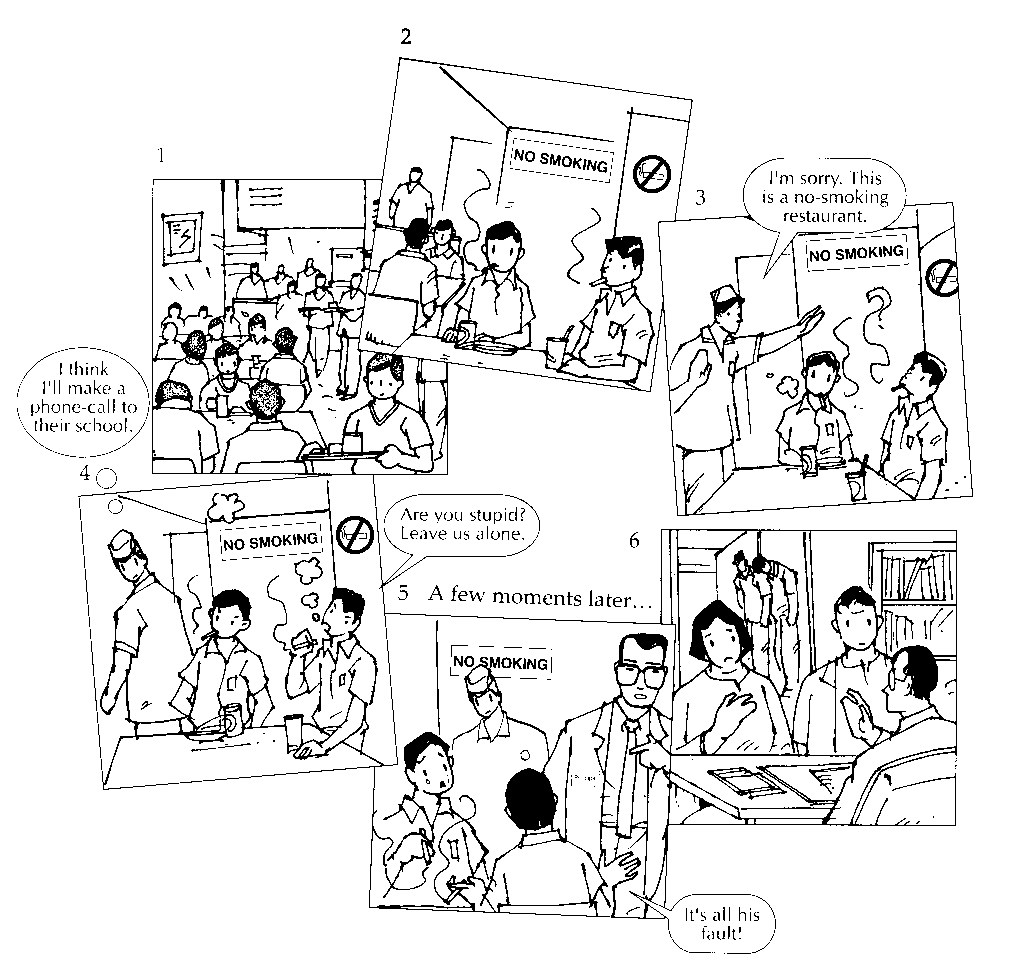 1
2
NO SMOKING
3
I'm sorry. This
is a no-smoking
restaurant.
NO SMOKING
4
I think
I'll make a
phone-call to
their school.
NO SMOKING
Are you stupid?
Leave us alone.
5 A few moments later...
NO SMOKING
It's all his
fault!
6